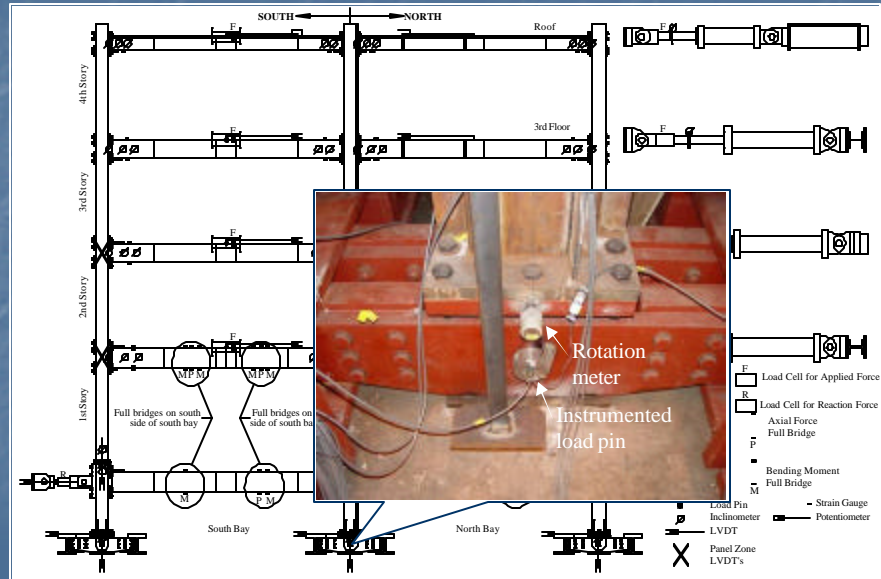 SOUTH
NORTH
F
Roof
F
4th Story
F
3rd Floor
F
3rd Story
F
2nd Story
F
M P M
M P M
1st Story
Full bridges on south
side of south bay
Full bridges on
side of south b
R
M
P M
South Bay
North Bay
Rotation
meter
Instrumented
load pin
F
Load Cell for Applied Force
R
Load Cell for Reaction Force
Axial Force
Full Bridge
P
Bending Moment
Full Bridge
M
Load Pin
Strain Gauge
Inclinometer
Potentiometer
LVDT
Panel Zone
LVDT's